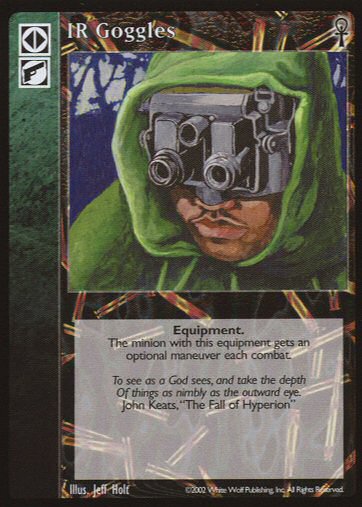 IR Goggles
Equipment.
The minion with this equipment gets an
optional maneuver each combat.
To see as a God sees, and take the depth
Of things as nimbly as the outward eye.
John Keats, "The Fall of Hyperion"
Illus. Jeff Holt
©2002 White Wolf Publishing, Inc. All Rights Reserved.